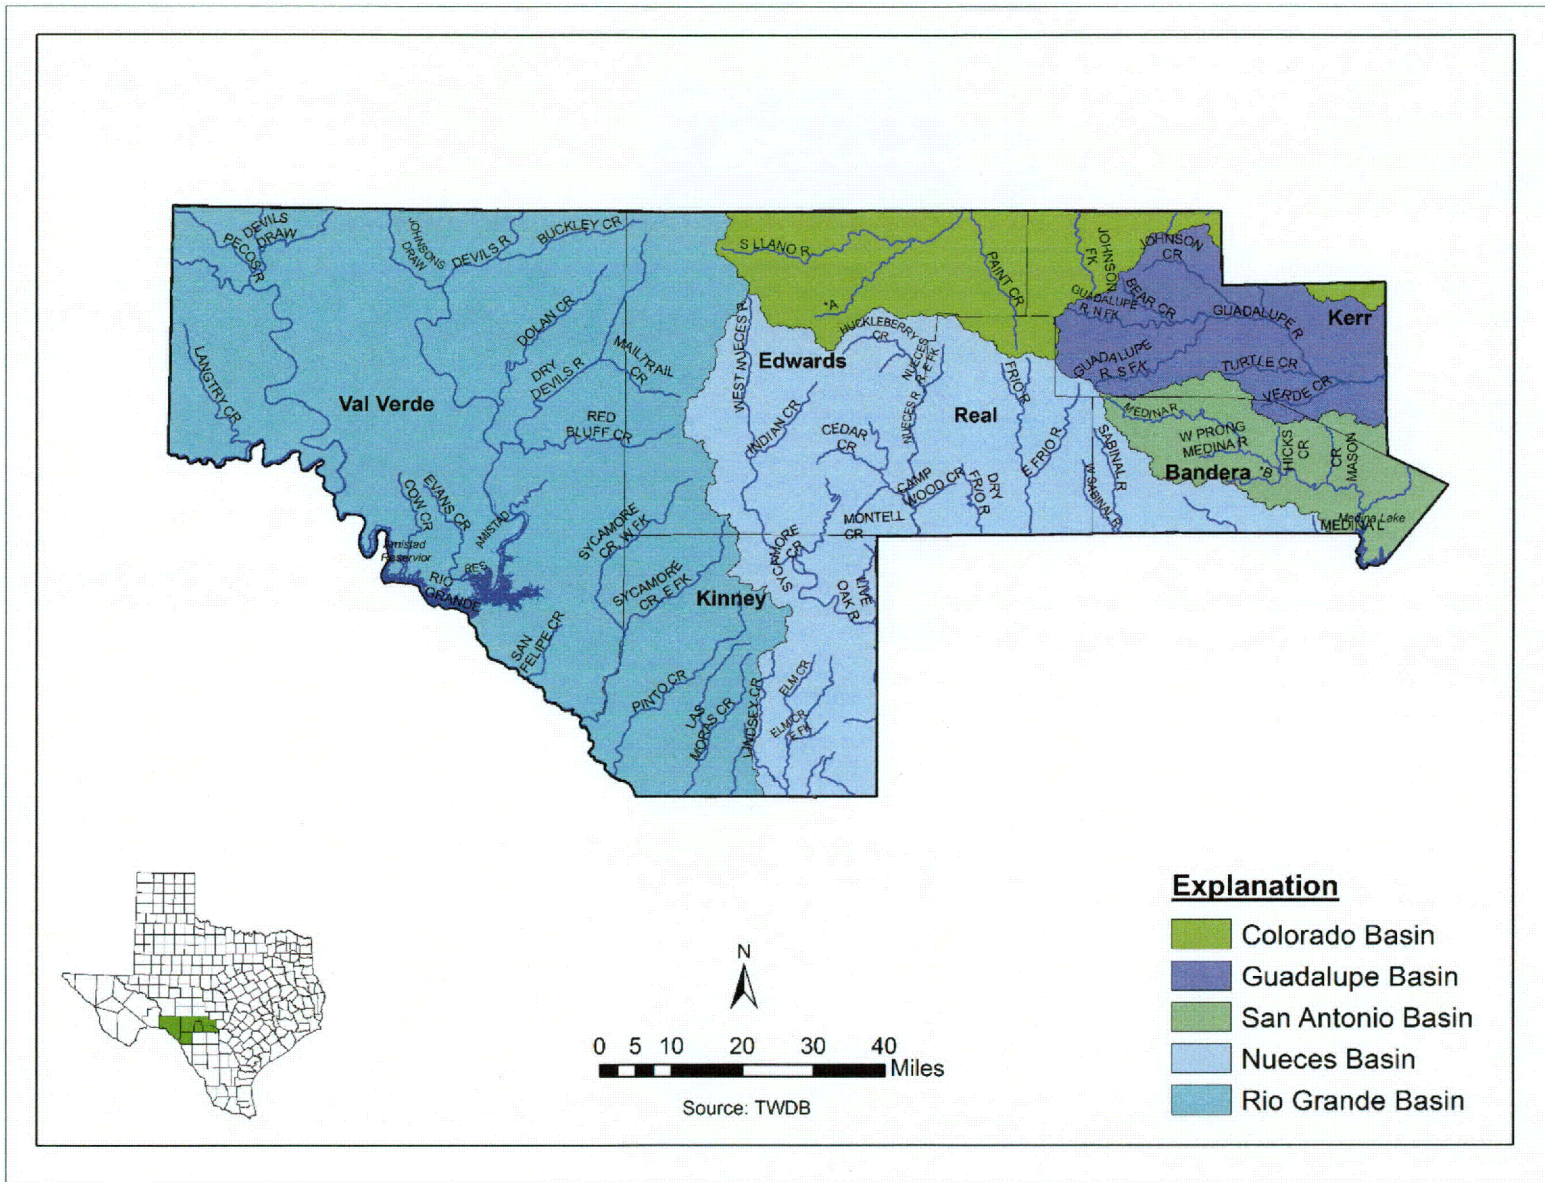 DEVILS
DRAW
PECOS R
JOHNSONS
DRAW
DEVILS R
BUCKLEY CR
S LLANO R
*A
PAINT CR
JOHNSON
FK
JOHNSON
CR
BEAR CR
GUADALUPE
R N FK
GUADALUPE R
Kerr
GUADALUPE
R S FK
TURTLE CR
VERDE CR
LANGTRY CR
Val Verde
DOLAN CR
DRY
DEVILS R
MAILTRAIL
CR
RED
BLUFF CR
WEST NUECES R
Edwards
HUCKLEBERRY
CR
NUECES
R E FK
NUECES R
INDIAN CR
CEDAR
CR
Real
FRIO R
E FRIO R
DRY
FRIO R
CAMP
WOOD CR
MONTELL
CR
SABINAL R
W SABINAL R
MEDINA R
W PRONG
MEDINA R
Bandera
*B
HICKS
CR
CR
MASON
Medina Lake
MEDINA L
EVANS CR
COW CR
AMISTAD
RES
Amistad
Reservior
RIO
GRANDE
SYCAMORE
CR, W FK
SYCAMORE
CR, E FK
Kinney
SYCAMORE
CR
LIVE
OAK R
SAN
FELIPE CR
PINTO CR
LAS
MORAS CR
LINDSEY CR
ELM CR
ELM CR
E FK
Explanation
Colorado Basin
Guadalupe Basin
San Antonio Basin
Nueces Basin
Rio Grande Basin
N
0 5 10 20 30 40
Miles
Source: TWDB